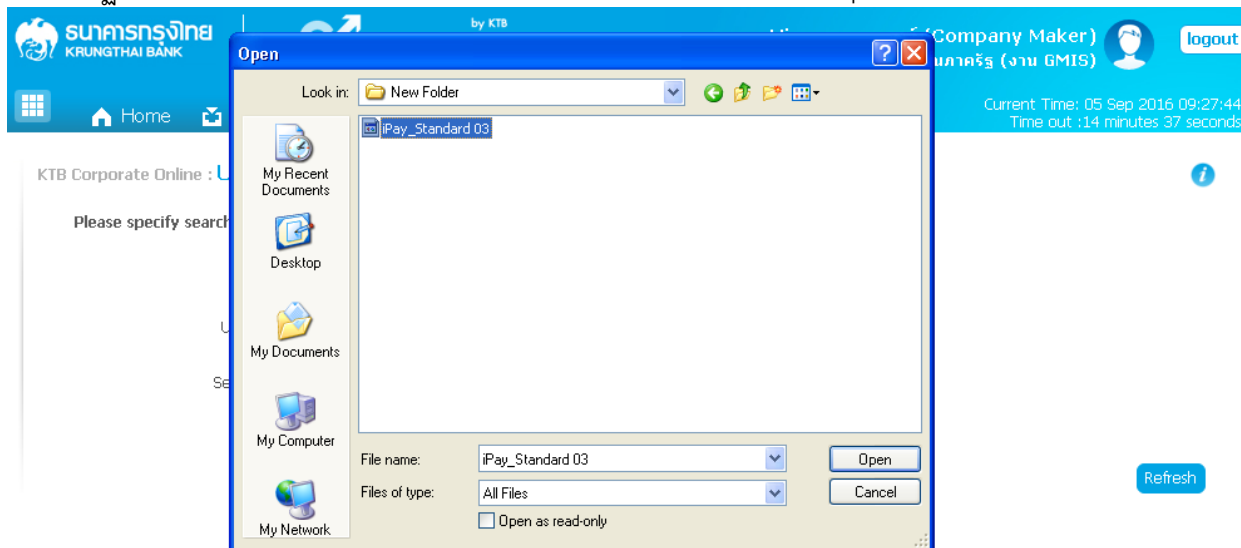 ธนาคารกรุงไทย
KRUNGTHAI BANK
by KTB
(Company Maker)
logout
นภาครัฐ (งาน GMIS)
Home
Current Time: 05 Sep 2016 09:27:44
Time out :14 minutes 37 seconds
KTB Corporate Online : U
Please specify search
U
Se
Refresh
Open
Look in:
New Folder
iPay_Standard 03
My Recent
Documents
Desktop
My Documents
My Computer
My Network
File name:
iPay_Standard 03
Open
Files of type:
All Files
Cancel
Open as read-only